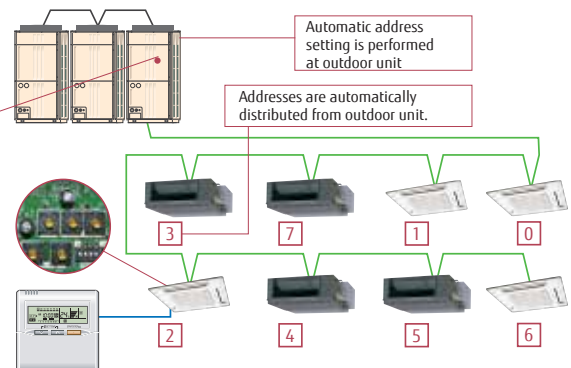 Automatic address
setting is performed
at outdoor unit
Addresses are automatically
distributed from outdoor unit.
3
7
1
0
2
4
5
6